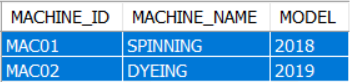 MACHINE_ID MACHINE_NAME MODEL
MAC01 SPINNING 2018
MAC02 DYEING 2019